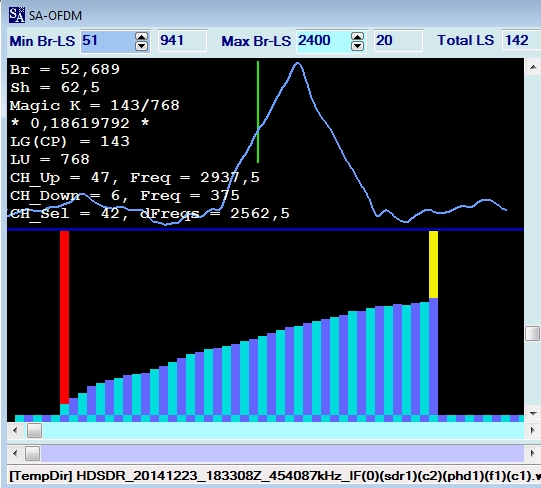 SA SA-OFDM
Min Br-LS 51 941 Max Br-LS 2400 20 Total LS 142
Br = 52,689
Sh = 62,5
Magic K = 143/768
* 0,18619792 *
LG(CP) = 143
LU = 768
CH_Up = 47, Freq = 2937,5
CH_Down = 6, Freq = 375
CH_Sel = 42, dFreqs = 2562,5
[TempDir] HDSDR_20141223_183308Z_454087kHz_IF(0)(sdr1)(c2)(phd1)(f1)(c1).w